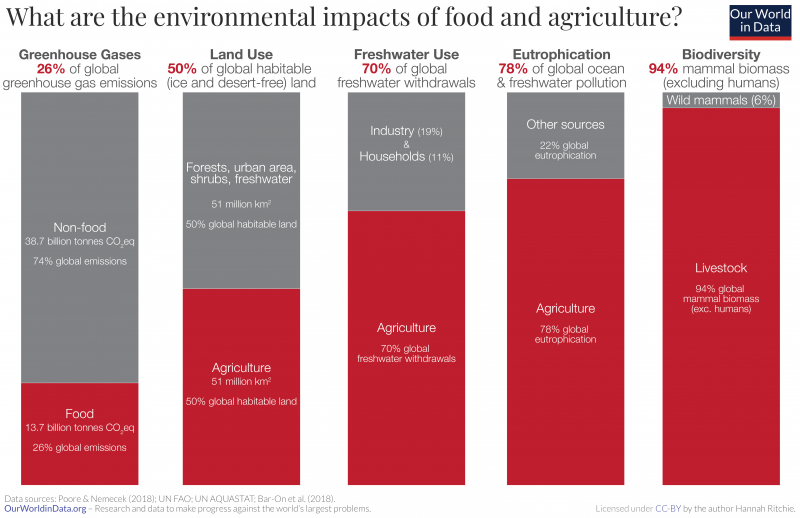 What are the environmental impacts of food and agriculture?
Our World
in Data
Greenhouse Gases
26% of global
greenhouse gas emissions
Non-food
38.7 billion tonnes CO₂eq
74% global emissions
Food
13.7 billion tonnes CO₂eq
26% global emissions
Land Use
50% of global habitable
(ice and desert-free) land
Forests, urban area,
shrubs, freshwater
51 million km²
50% global habitable land
Agriculture
51 million km²
50% global habitable land
Freshwater Use
70% of global
freshwater withdrawals
Industry (19%)
&
Households (11%)
Agriculture
70% global
freshwater withdrawals
Eutrophication
78% of global ocean
& freshwater pollution
Other sources
22% global
eutrophication
Agriculture
78% global
eutrophication
Biodiversity
94% mammal biomass
(excluding humans)
Wild mammals (6%)
Livestock
94% global
mammal biomass
(exc. humans)
Data sources: Poore & Nemecek (2018); UN FAO; UN AQUASTAT; Bar-On et al. (2018).
OurWorldinData.org – Research and data to make progress against the world's largest problems.
Licensed under CC-BY by the author Hannah Ritchie.